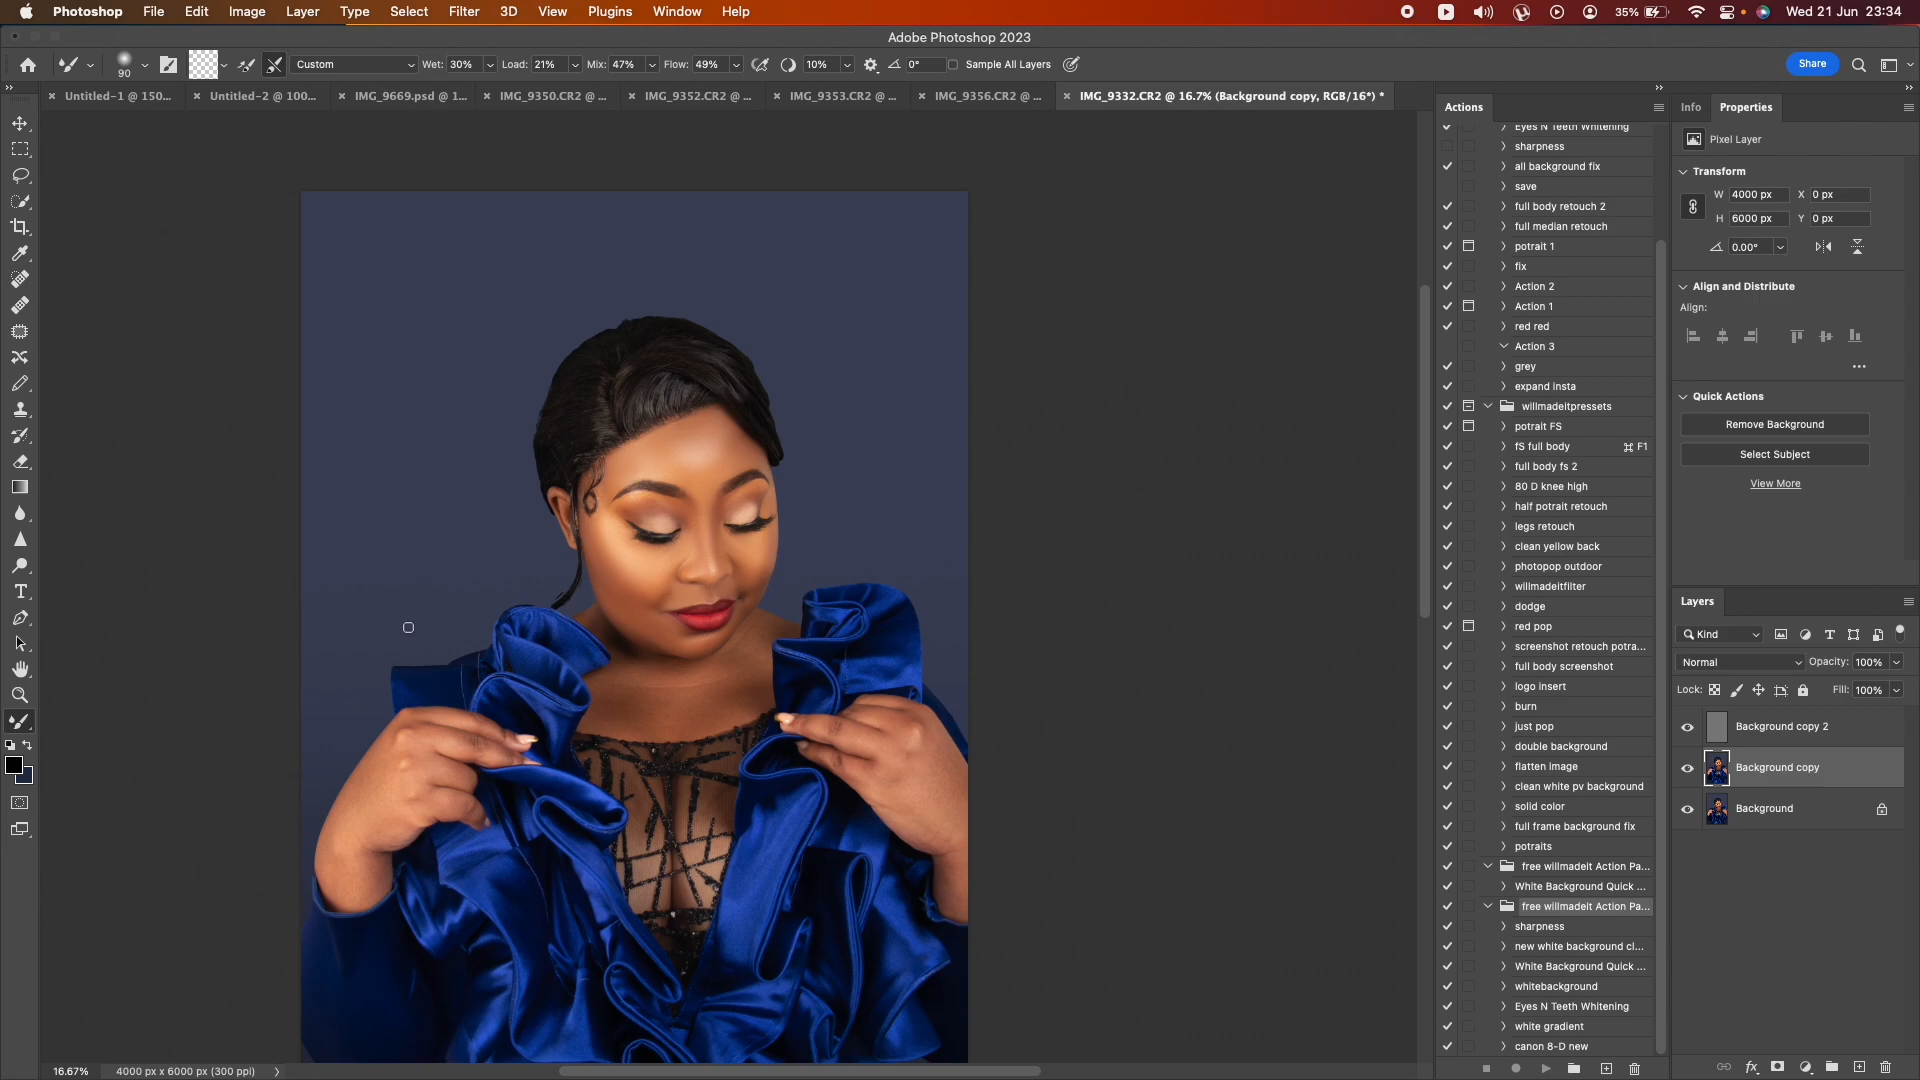 Photoshop File Edit Image Layer Type Select Filter 3D View Plugins Window Help 35% Wed 21 Jun 23:34
Adobe Photoshop 2023
90 Custom Wet: 30% Load: 21% Mix: 47% Flow: 49% 10% 0° Sample All Layers Share
Untitled-1 @ 150... Untitled-2 @ 100... IMG_9669.psd @ 1... IMG_9350.CR2 @ ... IMG_9352.CR2 @ ... IMG_9353.CR2 @ ... IMG_9356.CR2 @ ... IMG_9332.CR2 @ 16.7% (Background copy, RGB/16*) *
Actions
Eyes N Teeth Whitening
sharpness
all background fix
save
full body retouch 2
full median retouch
potrait 1
fix
Action 2
Action 1
red red
Action 3
grey
expand insta
willmadeitpressets
potrait FS
fS full body ⌘ F1
full body fs 2
80 D knee high
half potrait retouch
legs retouch
clean yellow back
photopop outdoor
willmadeitfilter
dodge
red pop
screenshot retouch potra...
full body screenshot
logo insert
burn
just pop
double background
flatten image
clean white pv background
solid color
full frame background fix
potraits
free willmadeit Action Pa...
White Background Quick ...
free willmadeit Action Pa...
sharpness
new white background cl...
White Background Quick ...
whitebackground
Eyes N Teeth Whitening
white gradient
canon 8-D new
Info Properties
Pixel Layer
Transform
W 4000 px X 0 px
H 6000 px Y 0 px
0.00°
Align and Distribute
Align:
Quick Actions
Remove Background
Select Subject
View More
Layers
Kind
Normal Opacity: 100%
Lock: Fill: 100%
Background copy 2
Background copy
Background
16.67% 4000 px x 6000 px (300 ppi)